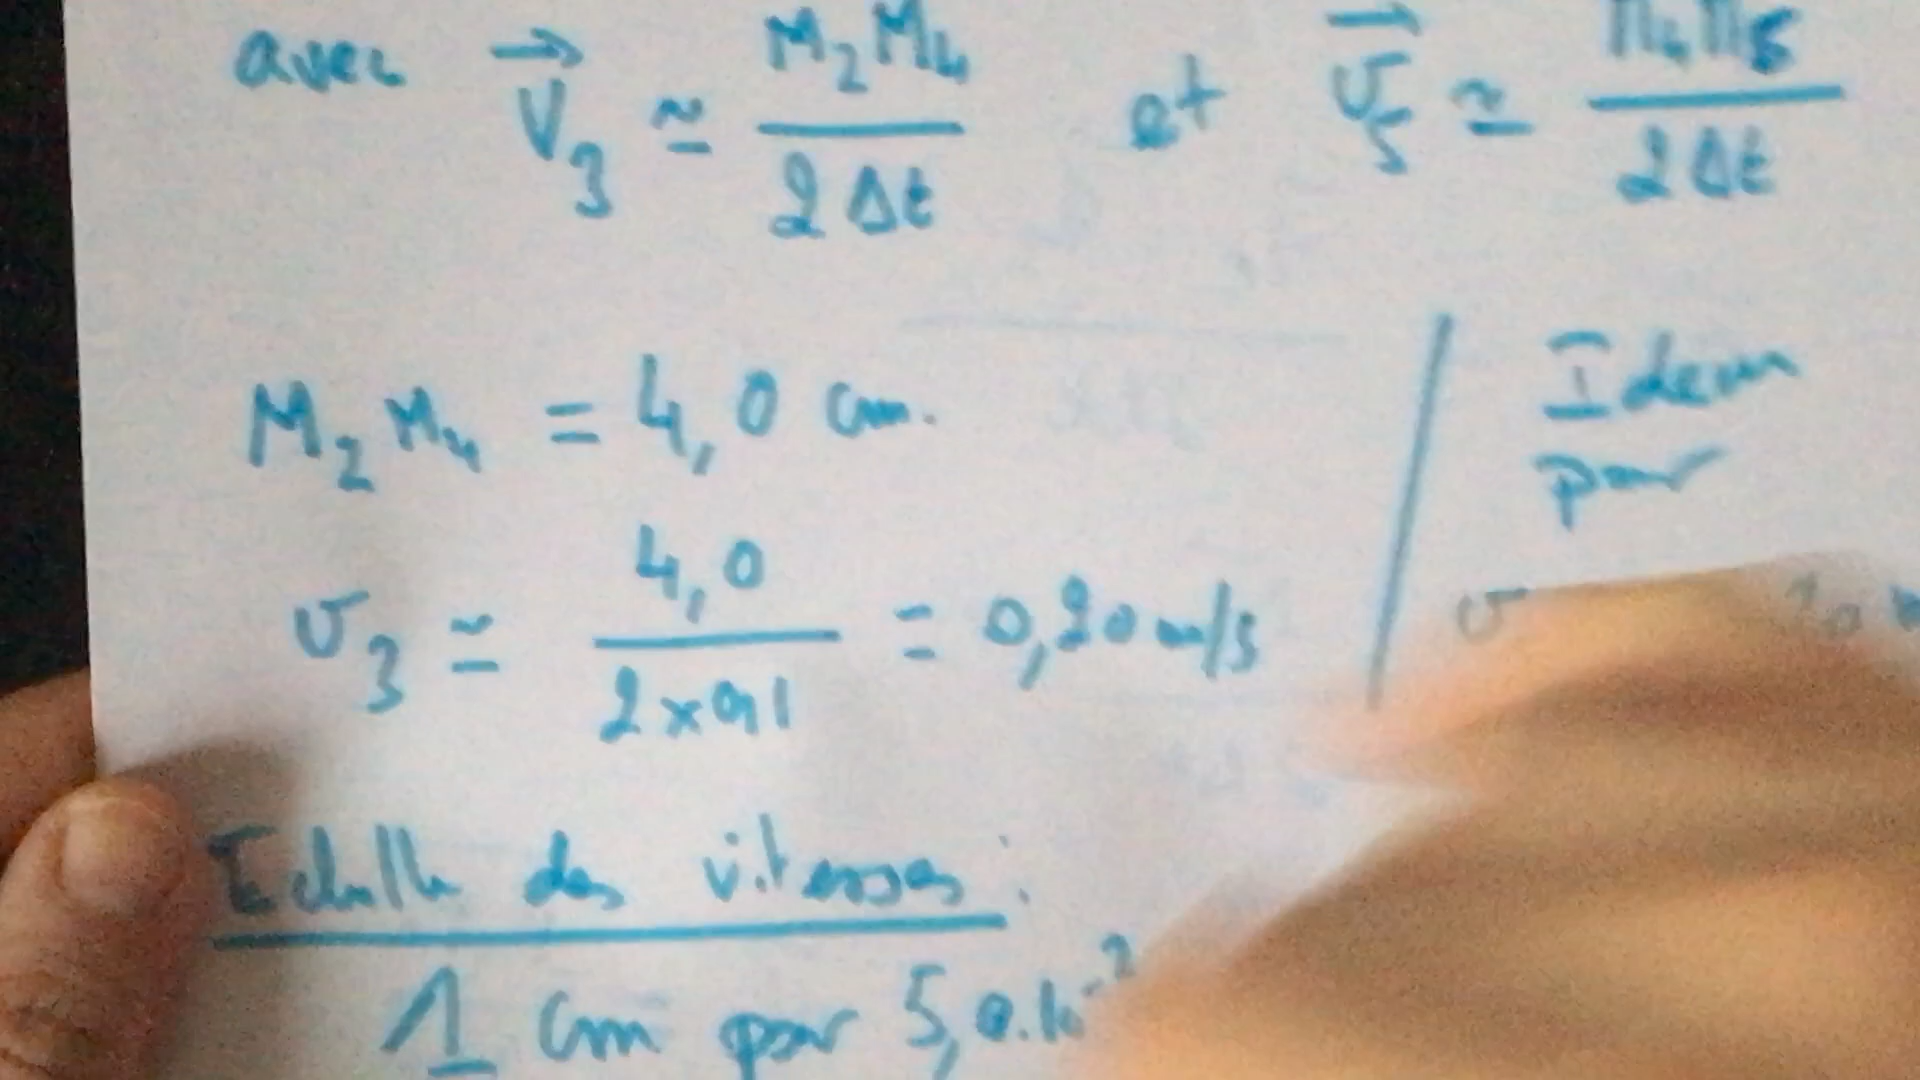 avec V₃ ≃ M₂M₄ / 2Δt et v₅ ≃ / 2Δt
M₂M₄ = 4,0 cm.
Idem
pour
v₃ ≃ 4,0 / 2×0,1 = 0,20 m/s
Echelle des vitesses :
1 cm pour 5,0.10⁻²